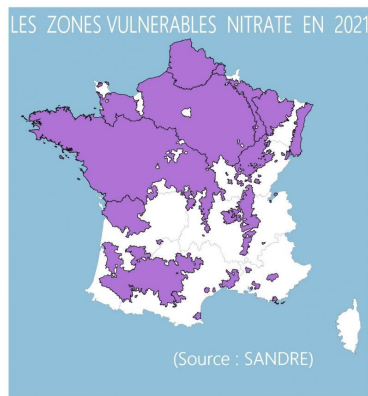 LES ZONES VULNERABLES NITRATE EN 2021
(Source : SANDRE)